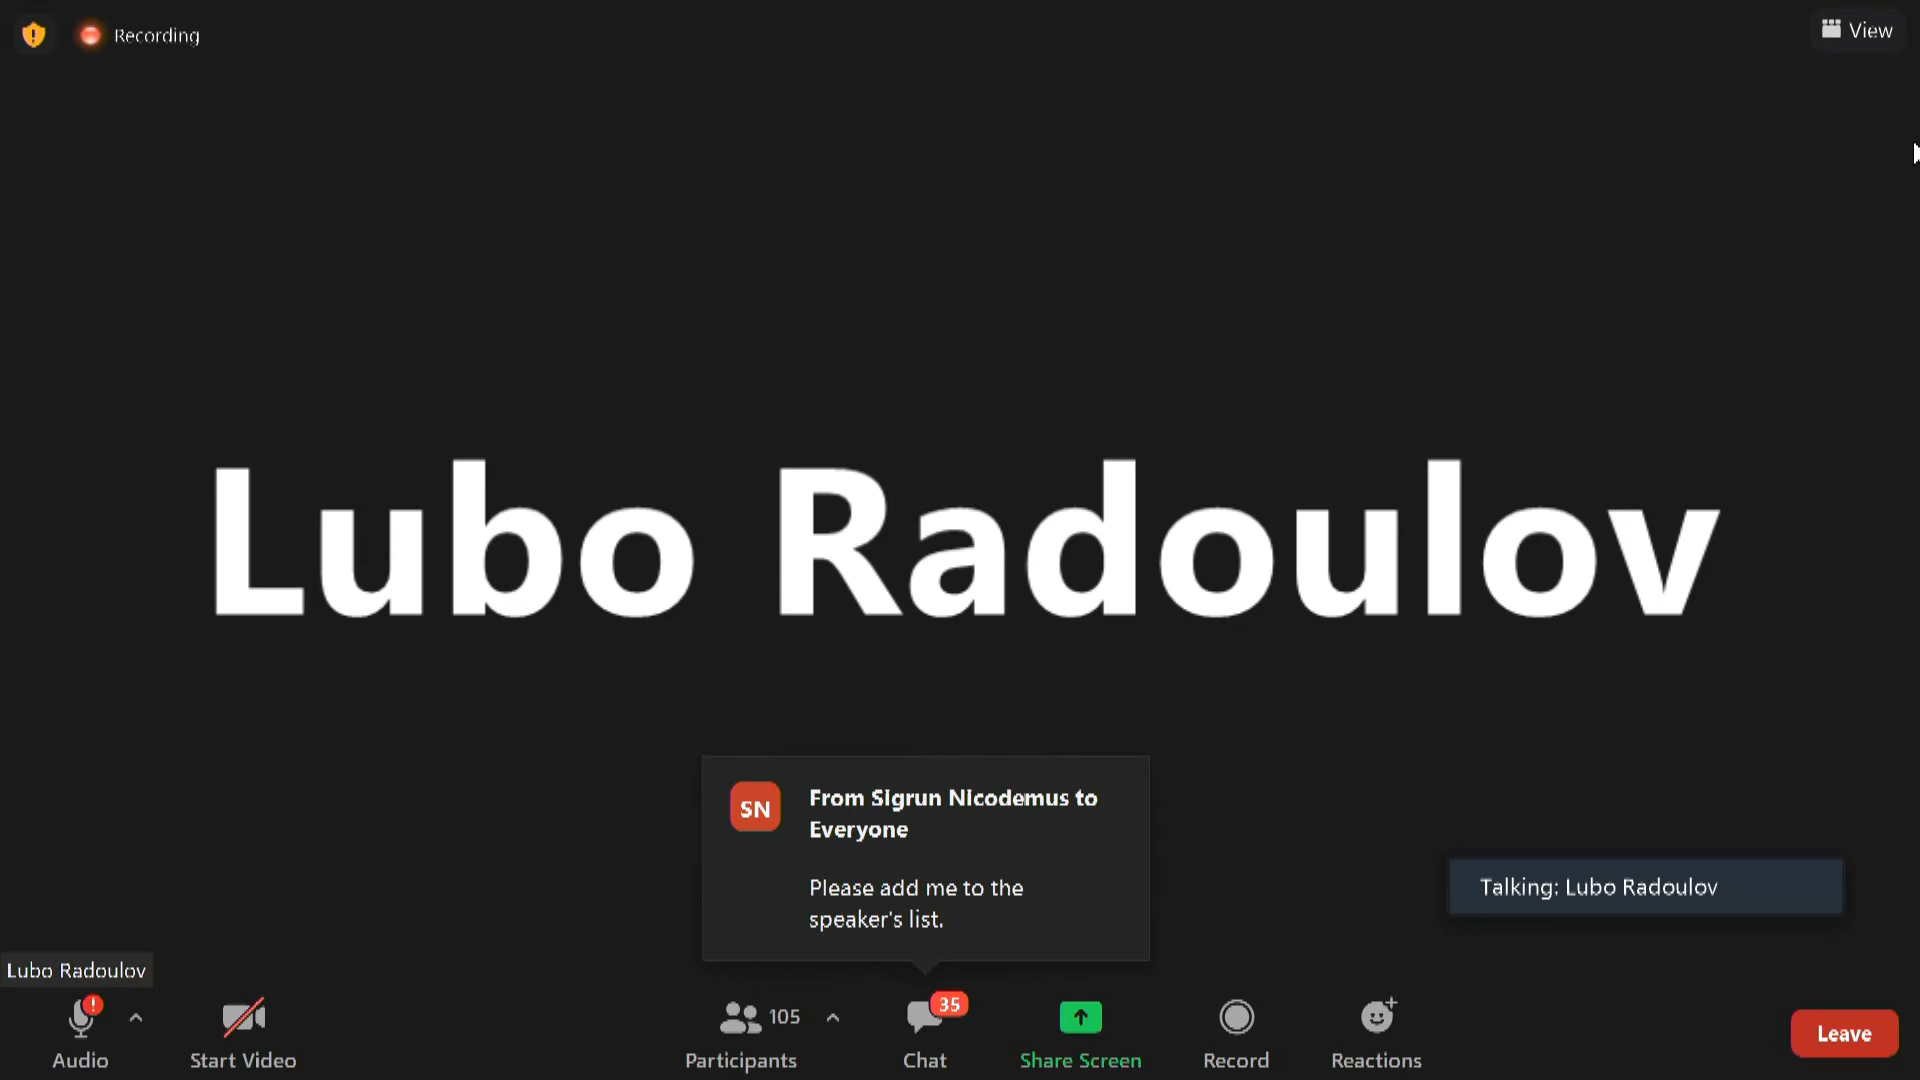 Recording
View
Lubo Radoulov
SN
From Sigrun Nicodemus to
Everyone
Please add me to the
speaker's list.
Talking: Lubo Radoulov
Lubo Radoulov
105
35
Audio
Start Video
Participants
Chat
Share Screen
Record
Reactions
Leave